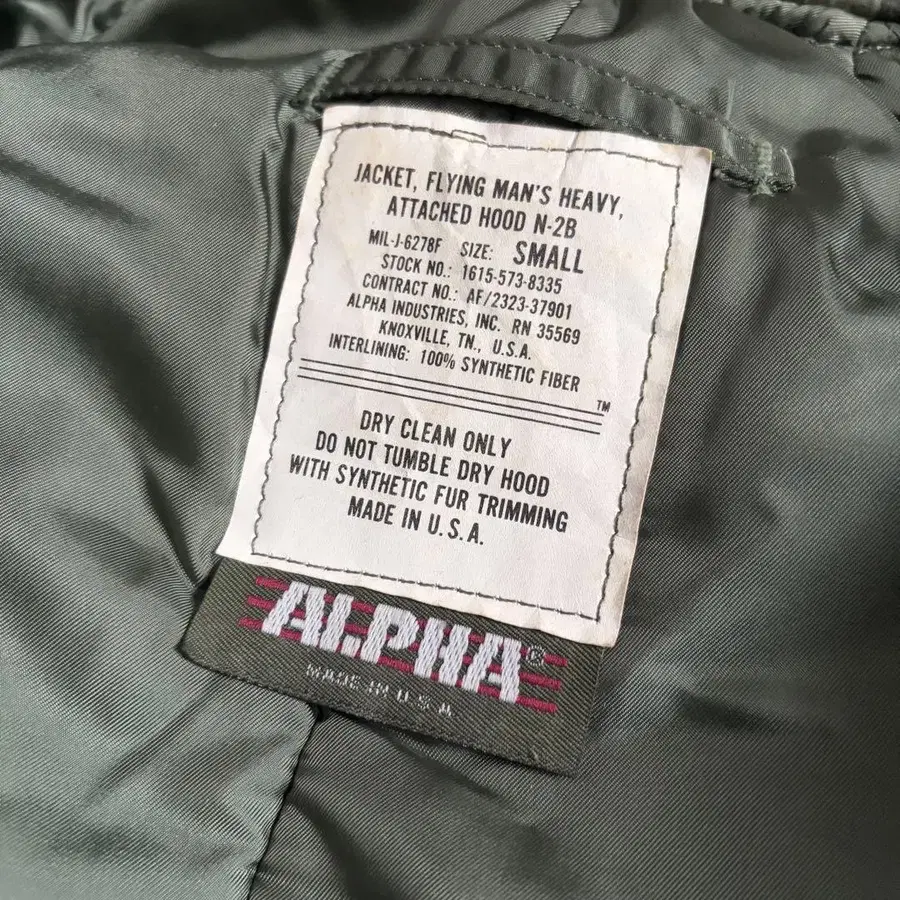 JACKET, FLYING MAN'S HEAVY,
ATTACHED HOOD N-2B
MIL-J-6278F SIZE: SMALL
STOCK NO.: 1615-573-8335
CONTRACT NO.: AF/2323-37901
ALPHA INDUSTRIES, INC. RN 35569
KNOXVILLE, TN., U.S.A.
INTERLINING: 100% SYNTHETIC FIBER
TM
DRY CLEAN ONLY
DO NOT TUMBLE DRY HOOD
WITH SYNTHETIC FUR TRIMMING
MADE IN U.S.A.
ALPHA®
MADE IN U.S.A